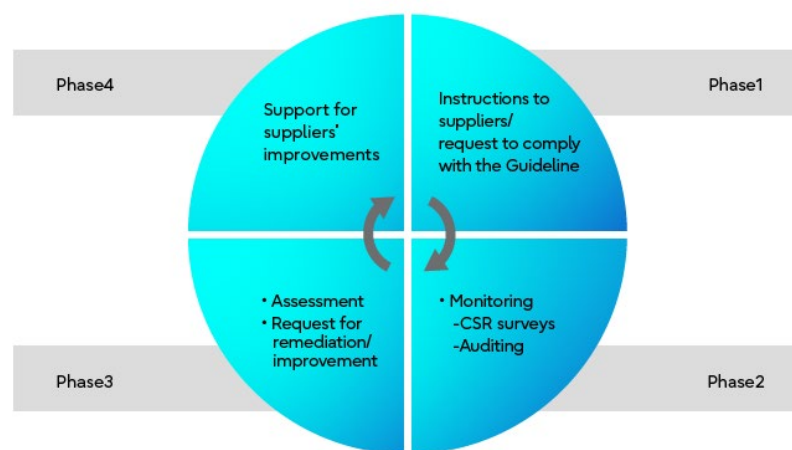 Phase4
Support for
suppliers'
improvements
Phase1
Instructions to
suppliers/
request to comply
with the Guideline
Phase3
• Assessment
• Request for
remediation/
improvement
Phase2
• Monitoring
-CSR surveys
-Auditing